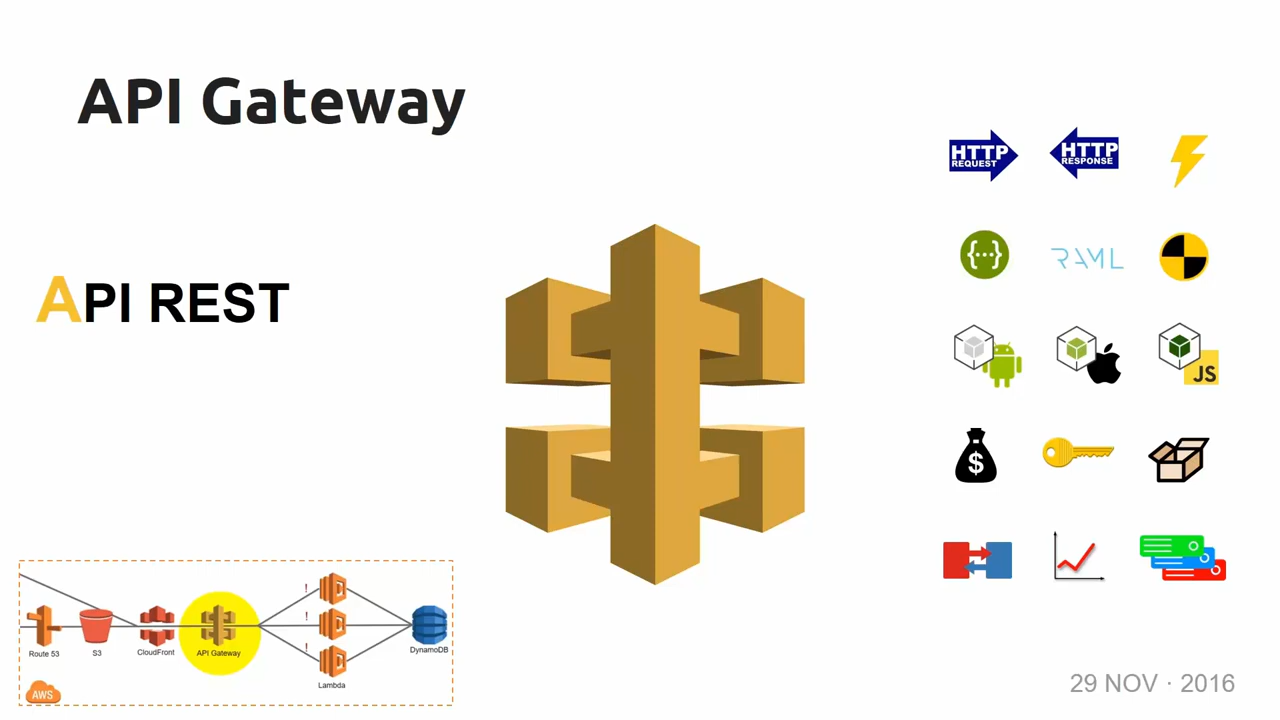 API Gateway
HTTP
REQUEST
HTTP
RESPONSE
{···}
RAML
API REST
JS
$
Route 53
S3
CloudFront
API Gateway
!
!
!
Lambda
DynamoDB
AWS
29 NOV · 2016